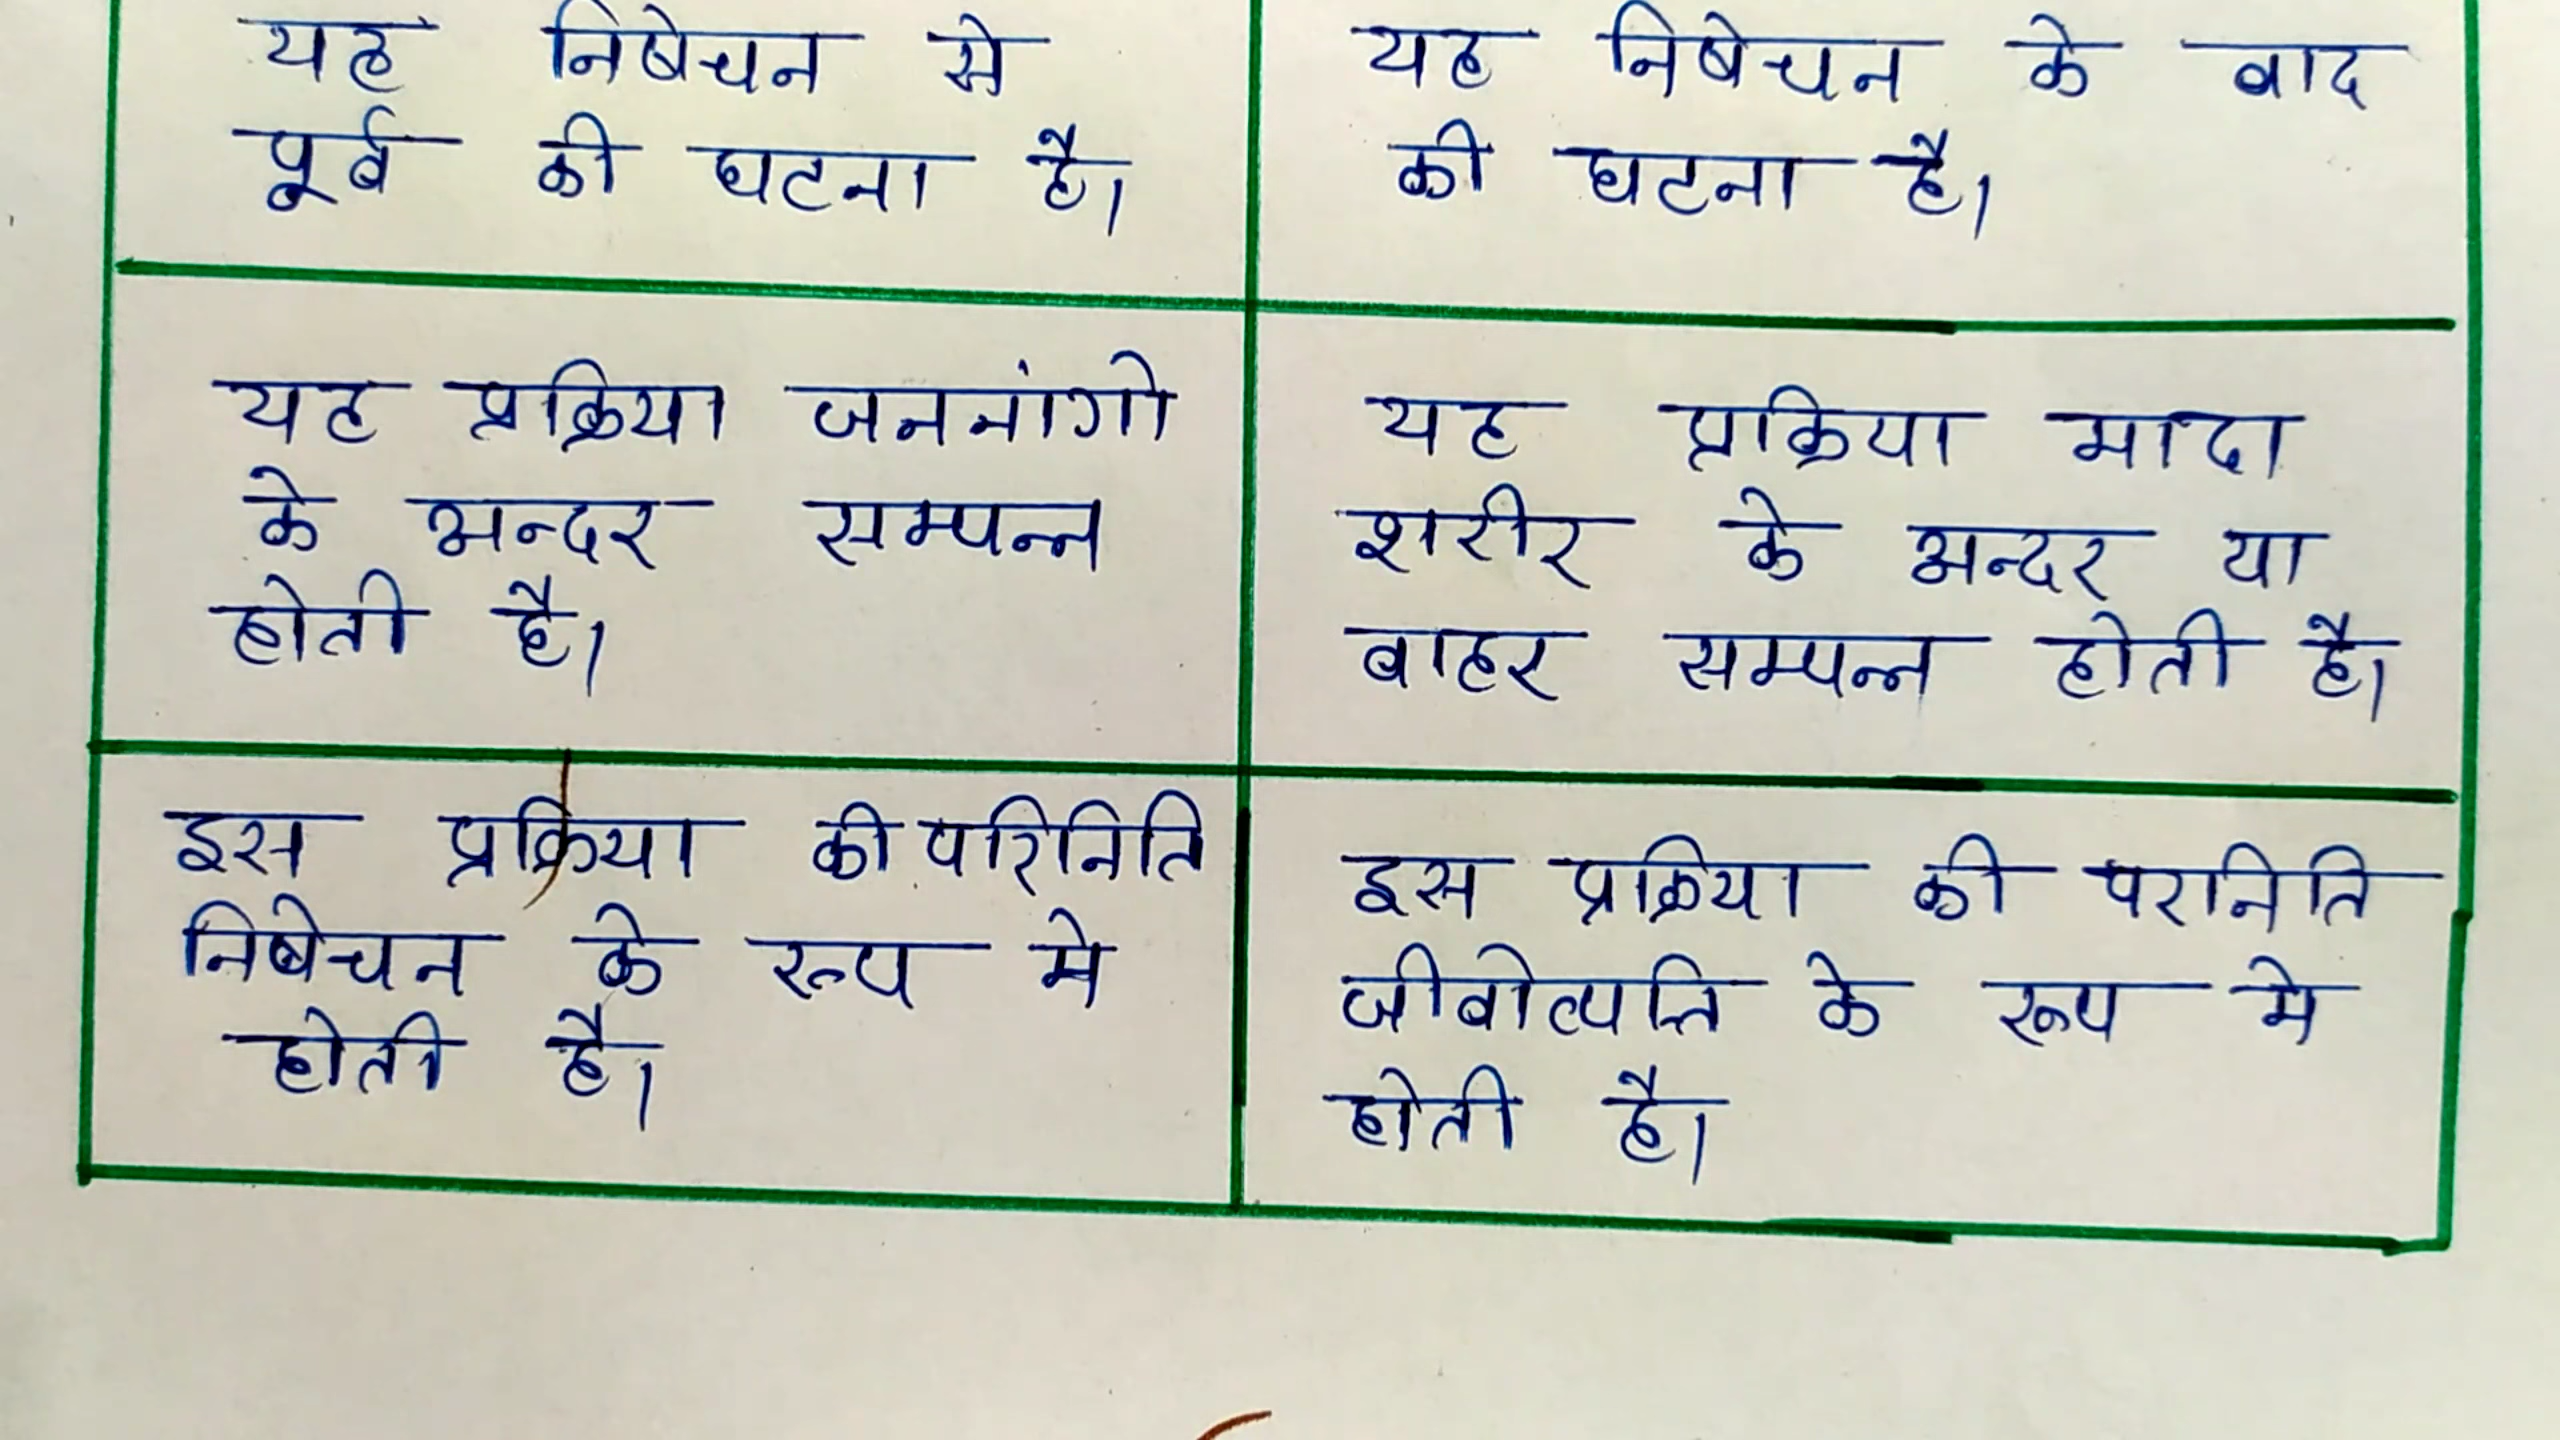 यह निषेचन से
पूर्व की घटना है।
यह निषेचन के बाद
की घटना है।
यह प्रक्रिया जननांगो
के अन्दर सम्पन्न
होती है।
यह प्रक्रिया मादा
शरीर के अन्दर या
बाहर सम्पन्न होती है।
इस प्रक्रिया की परिनिति
निषेचन के रूप मे
होती है।
इस प्रक्रिया की परनिति
जीवोत्पत्ति के रूप मे
होती है।